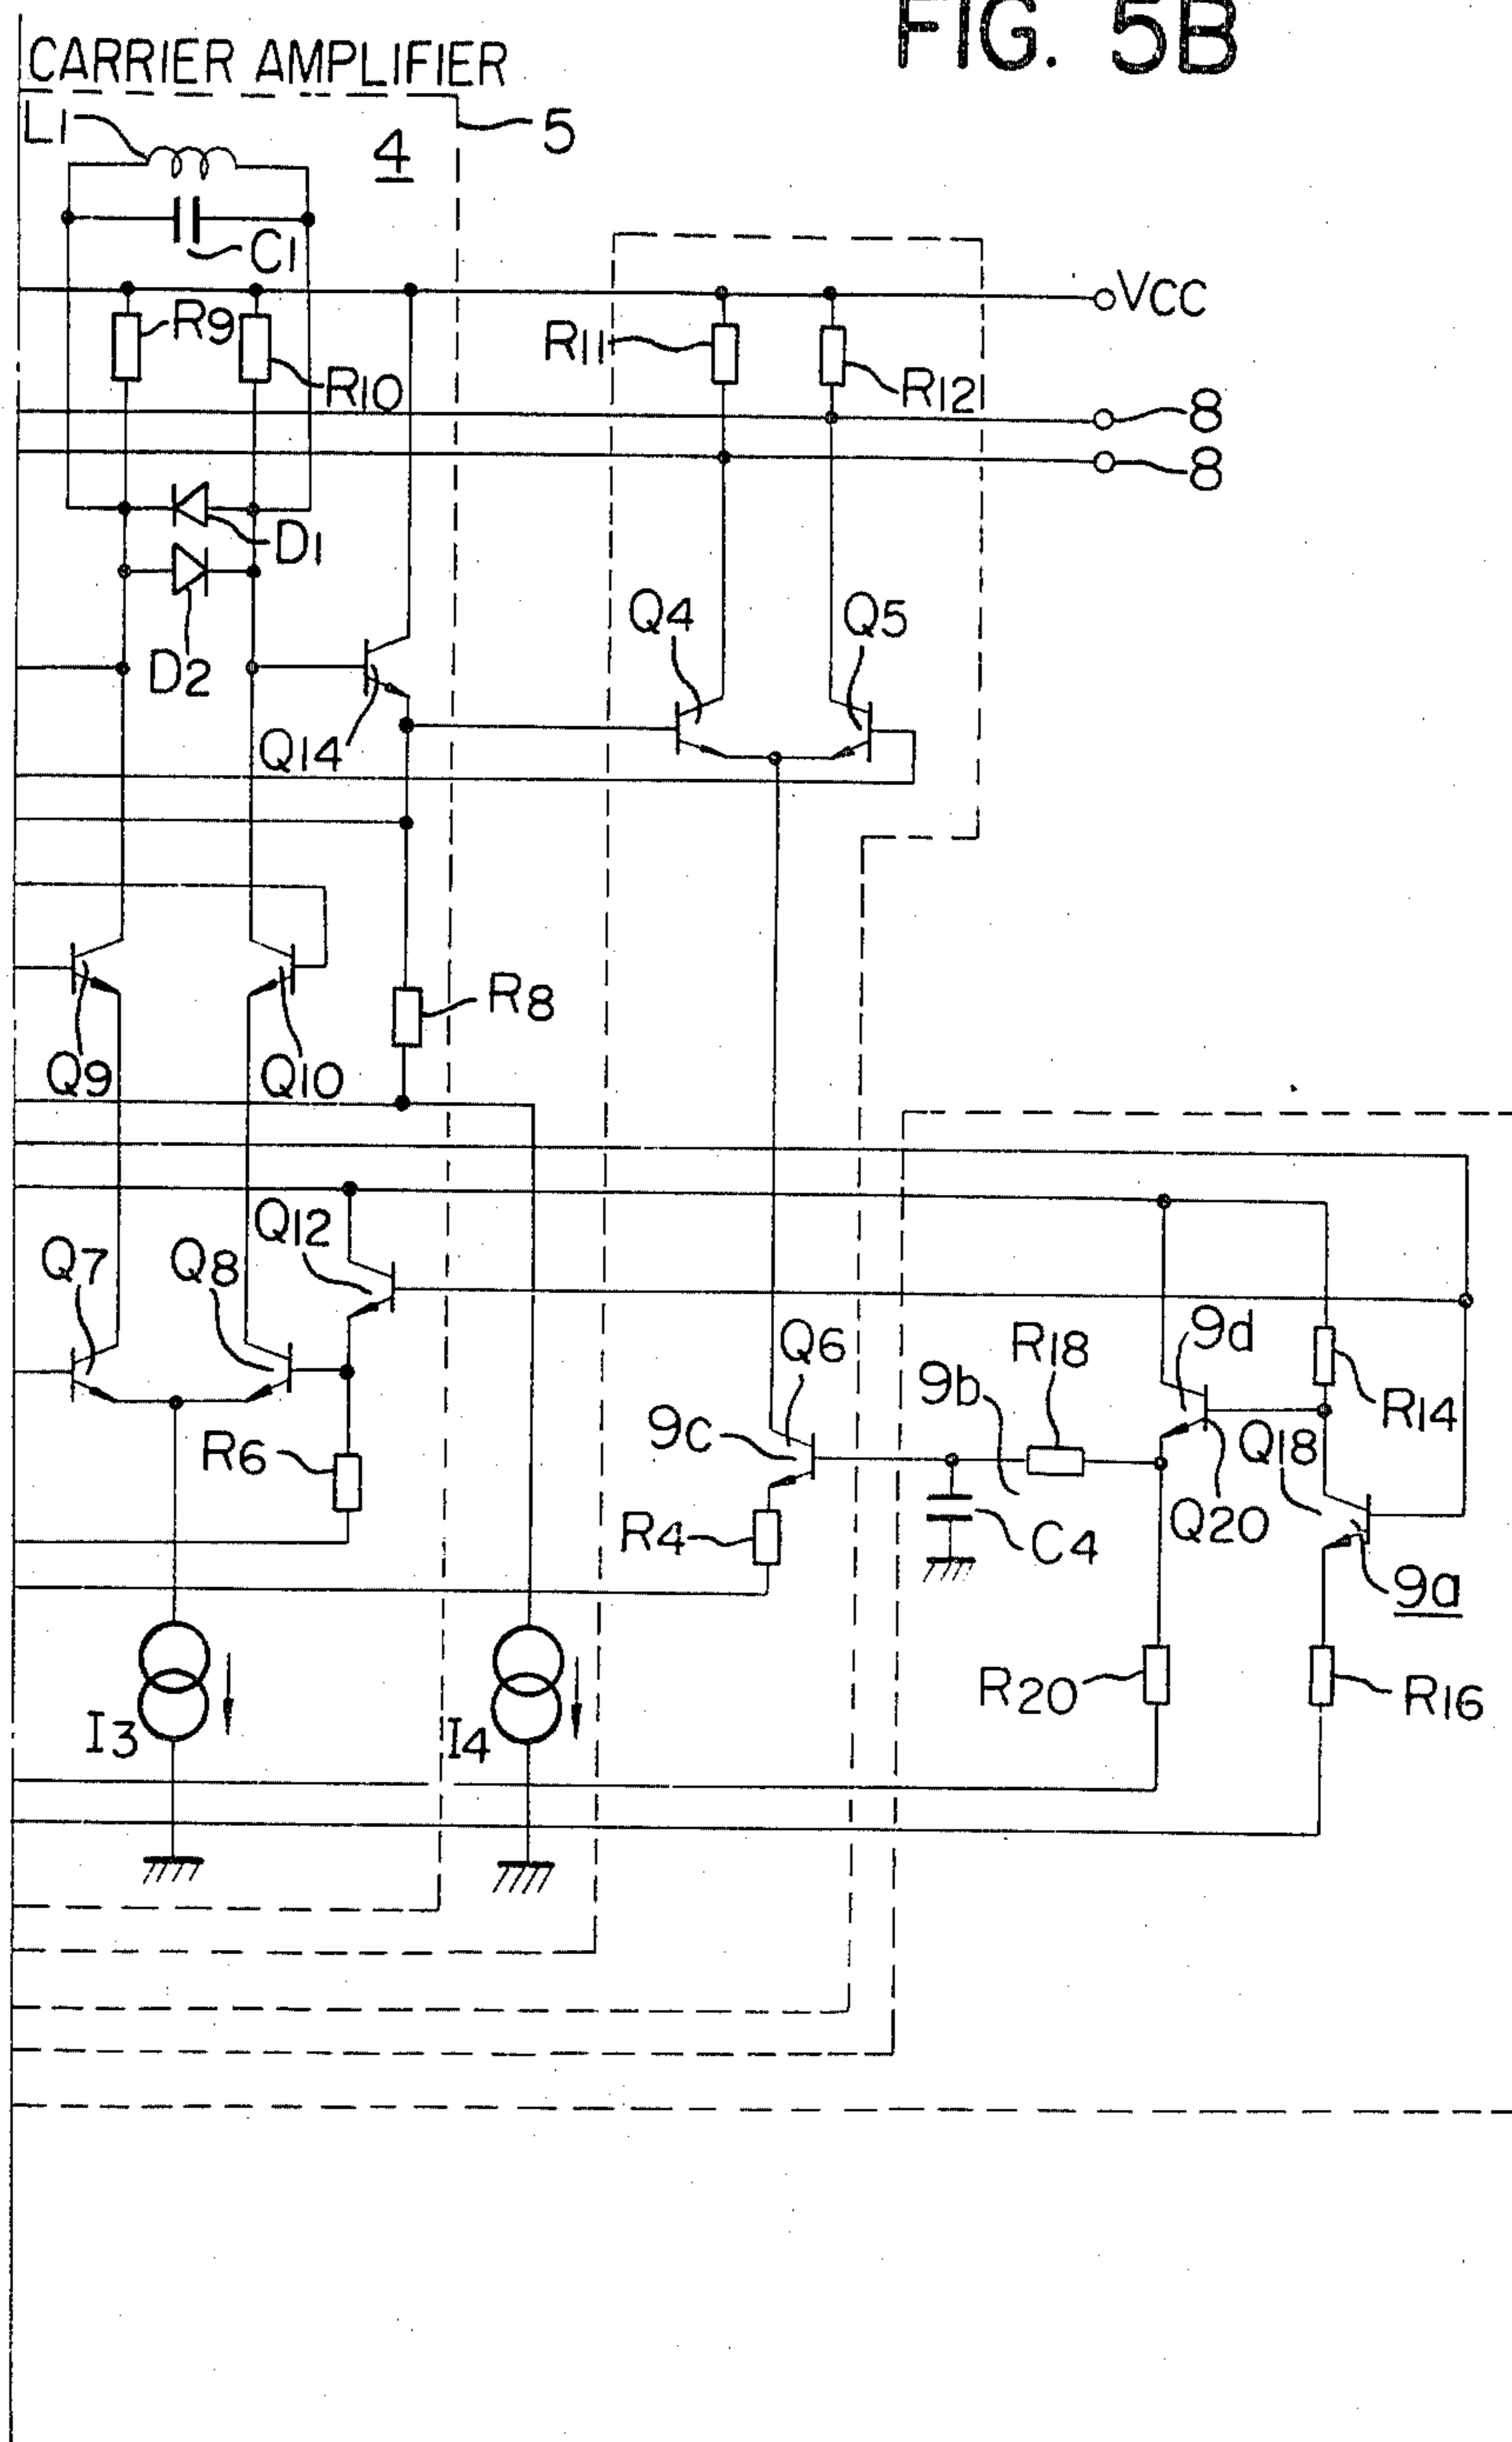 FIG. 5B
CARRIER AMPLIFIER
L1
4
5
C1
VCC
R9
R11
R10
R12
8
8
D1
Q4
Q5
D2
Q14
R8
Q9
Q10
Q12
Q7
Q8
9d
Q6
R18
9b
R14
9c
Q18
R6
Q20
R4
C4
9a
R20
R16
I3
I4